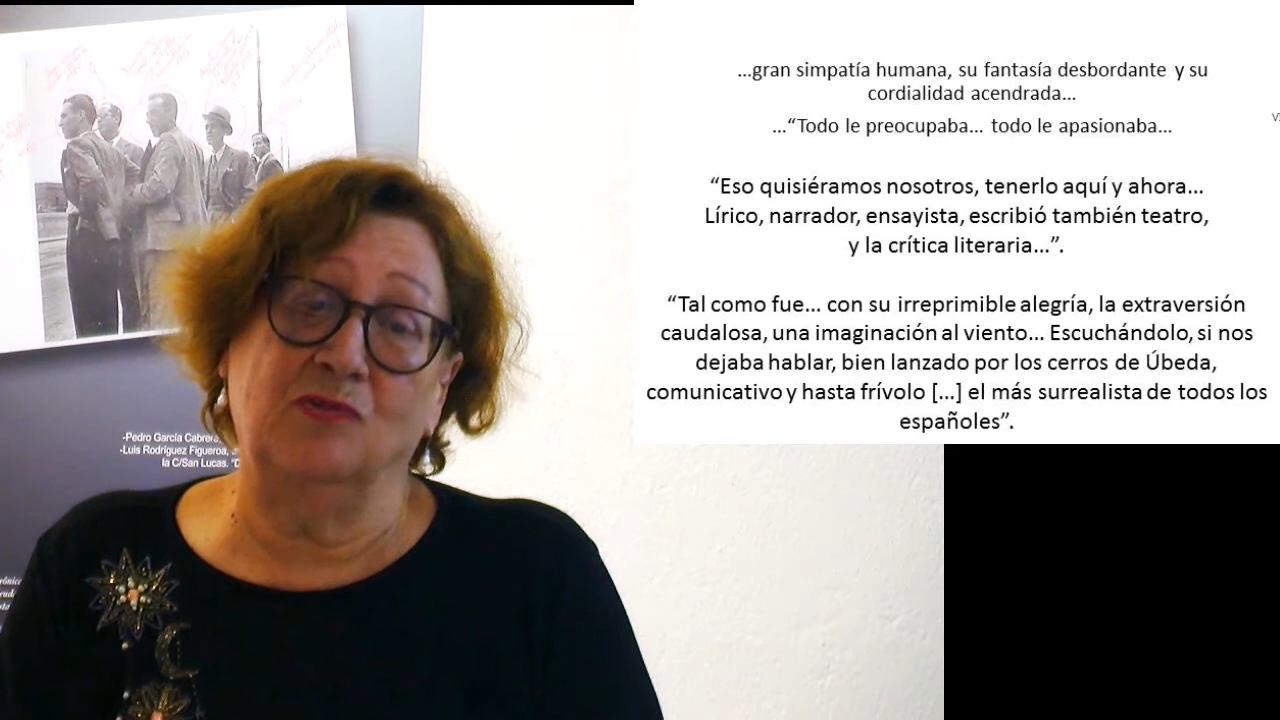 ...gran simpatía humana, su fantasía desbordante y su
cordialidad acendrada...
...“Todo le preocupaba... todo le apasionaba...
“Eso quisiéramos nosotros, tenerlo aquí y ahora...
Lírico, narrador, ensayista, escribió también teatro,
y la crítica literaria...”.
“Tal como fue... con su irreprimible alegría, la extraversión
caudalosa, una imaginación al viento... Escuchándolo, si nos
dejaba hablar, bien lanzado por los cerros de Úbeda,
comunicativo y hasta frívolo [...] el más surrealista de todos los
españoles”.
-Pedro García Cabrera,
-Luis Rodríguez Figueroa,
la C/San Lucas. “D